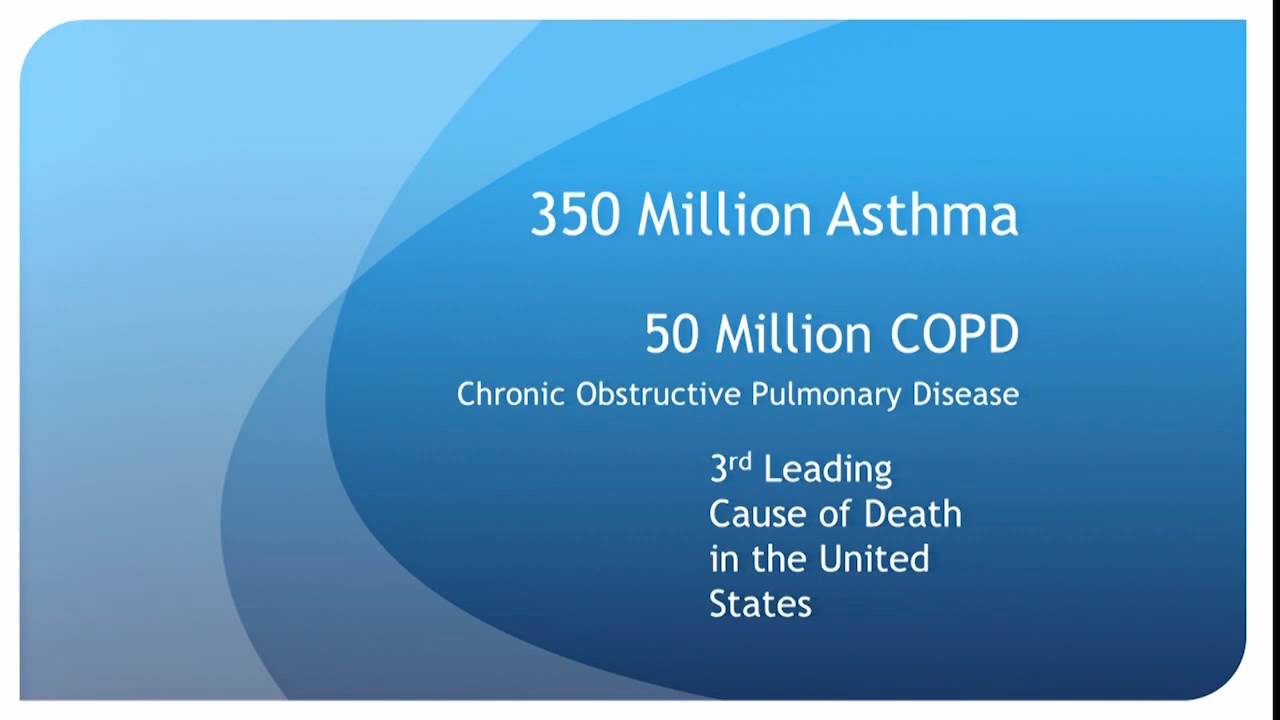 350 Million Asthma
50 Million COPD
Chronic Obstructive Pulmonary Disease
3rd Leading
Cause of Death
in the United
States